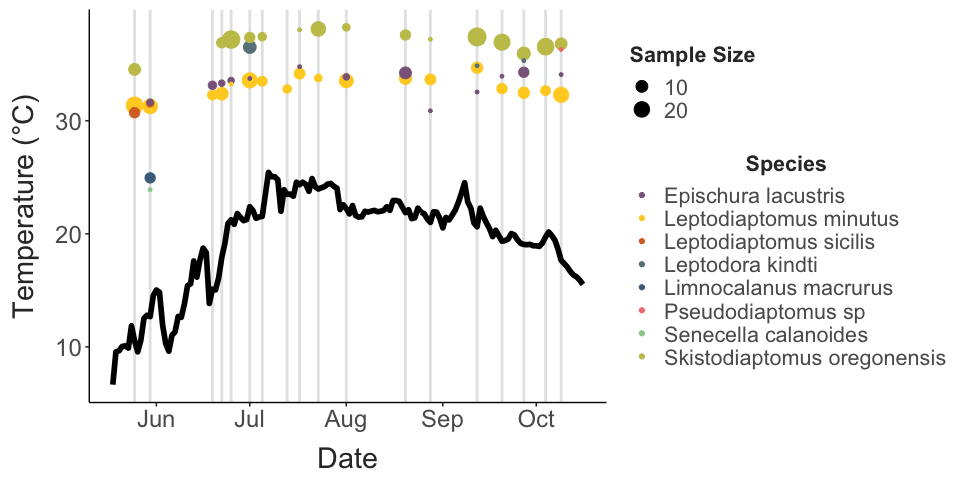 Temperature (°C)
30
20
10
Jun Jul Aug Sep Oct
Date
Sample Size
10
20
Species
Epischura lacustris
Leptodiaptomus minutus
Leptodiaptomus sicilis
Leptodora kindti
Limnocalanus macrurus
Pseudodiaptomus sp
Senecella calanoides
Skistodiaptomus oregonensis